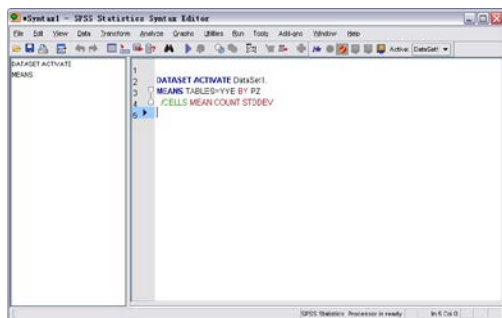 *Syntax1 - SPSS Statistics Syntax Editor
File Edit View Data Transform Analyze Graphs Utilities Run Tools Add-ons Window Help
Active: DataSet1
DATASET ACTIVATE
MEANS
1
2 DATASET ACTIVATE DataSet1.
3 MEANS TABLES=YYE BY PZ
4 /CELLS MEAN COUNT STDDEV.
5
SPSS Statistics Processor is ready In 5 Col 0